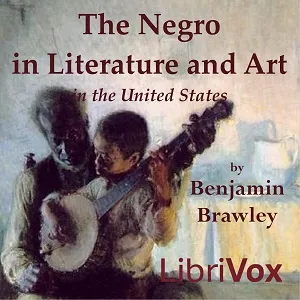 The Negro
in Literature and Art
in the United States
by
Benjamin
Brawley
LibriVox